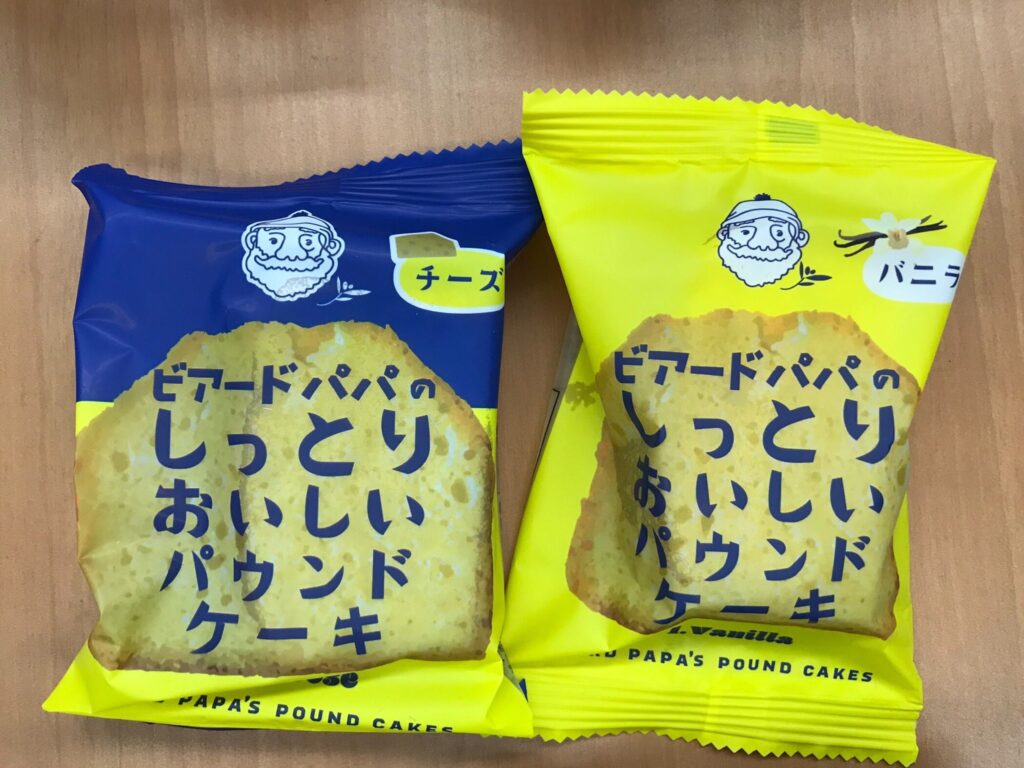 チーズ
ビアードパパの
しっとり
おいしい
パウンド
ケーキ
PAPA'S POUND CAKES
バニラ
ビアードパパの
しっとり
おいしい
パウンド
ケーキ
Vanilla
PAPA'S POUND CAKES